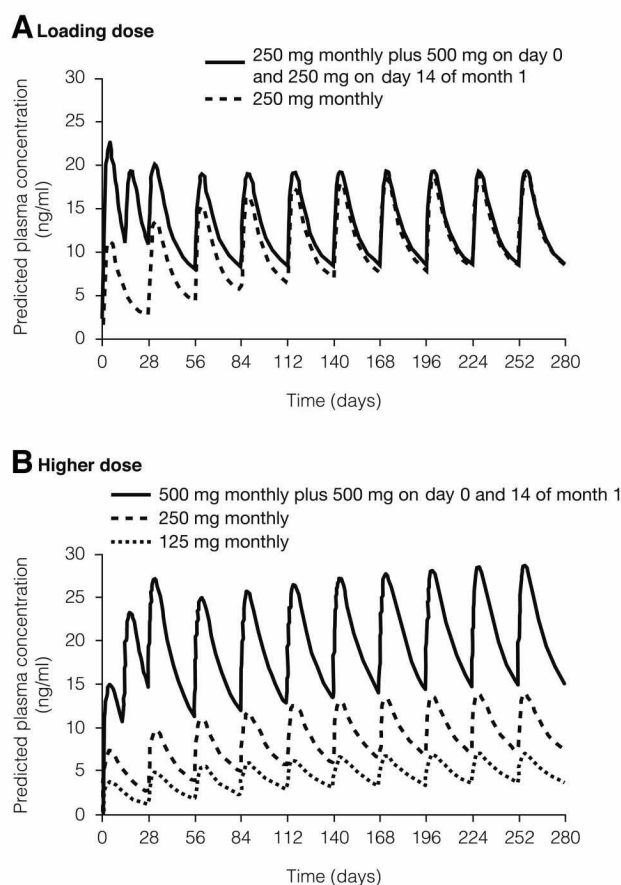 A Loading dose
250 mg monthly plus 500 mg on day 0
and 250 mg on day 14 of month 1
250 mg monthly
Predicted plasma concentration
(ng/ml)
30
25
20
15
10
5
0
0 28 56 84 112 140 168 196 224 252 280
Time (days)
B Higher dose
500 mg monthly plus 500 mg on day 0 and 14 of month 1
250 mg monthly
125 mg monthly
Predicted plasma concentration
(ng/ml)
30
25
20
15
10
5
0
0 28 56 84 112 140 168 196 224 252 280
Time (days)